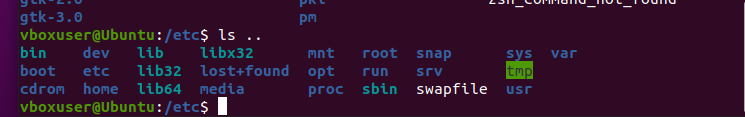 gtk-2.0 pki zsh_command_not_found
gtk-3.0 pm
vboxuser@Ubuntu:/etc$ ls ..
bin dev lib libx32 mnt root snap sys var
boot etc lib32 lost+found opt run srv tmp
cdrom home lib64 media proc sbin swapfile usr
vboxuser@Ubuntu:/etc$